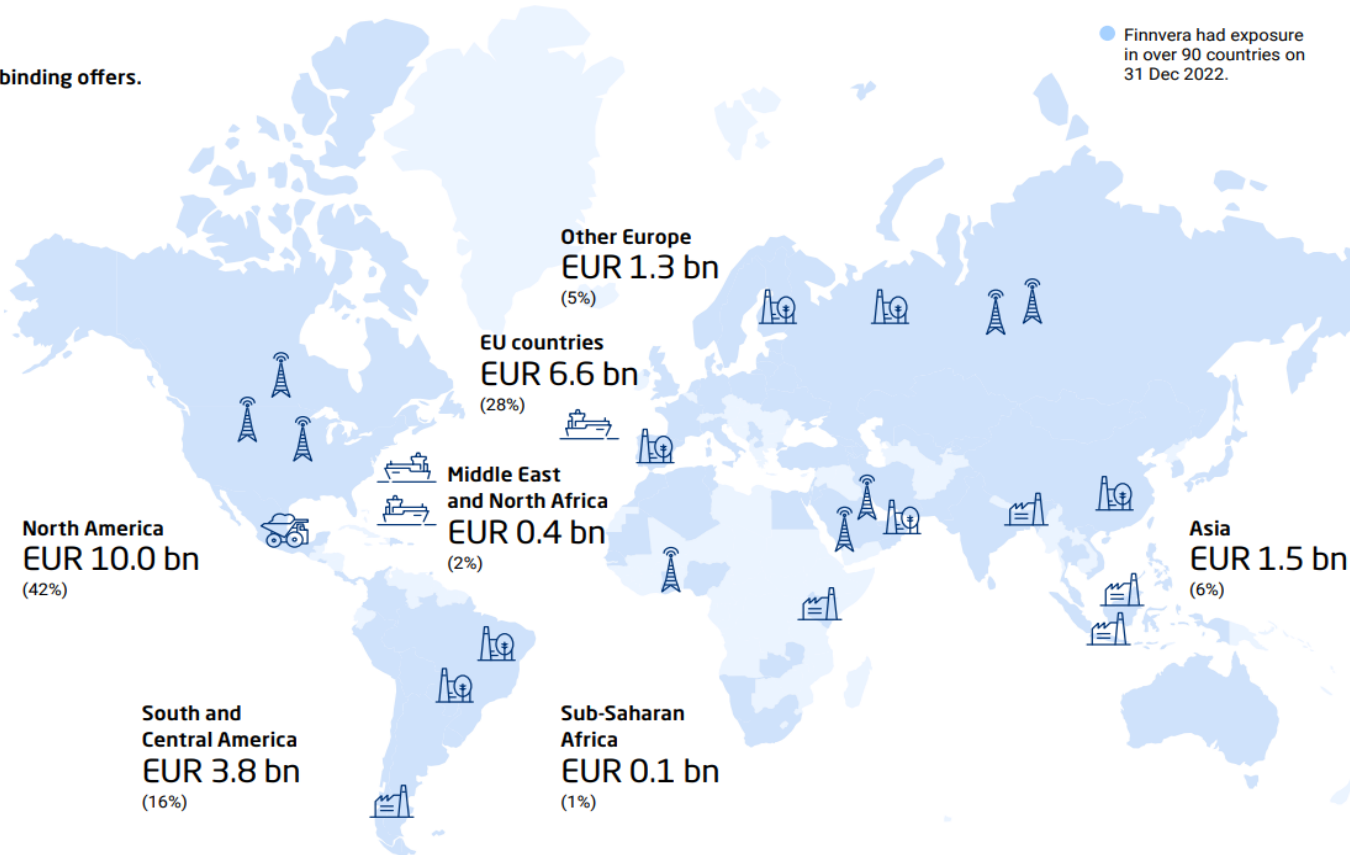 binding offers.
Finnvera had exposure
in over 90 countries on
31 Dec 2022.
Other Europe
EUR 1.3 bn
(5%)
EU countries
EUR 6.6 bn
(28%)
Middle East
and North Africa
EUR 0.4 bn
(2%)
North America
EUR 10.0 bn
(42%)
Asia
EUR 1.5 bn
(6%)
South and
Central America
EUR 3.8 bn
(16%)
Sub-Saharan
Africa
EUR 0.1 bn
(1%)